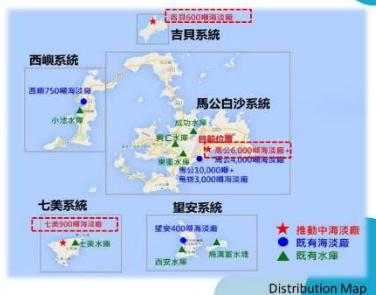 吉貝600噸海淡廠
吉貝系統
西嶼系統
西嶼750噸海淡廠
小池水庫
馬公白沙系統
成功水庫
興仁水庫
目前位置
東衛水庫
馬公6,000噸海淡廠+
馬公4,000噸海淡廠
馬公10,000噸+
烏崁3,000噸海淡廠
七美系統
七美900噸海淡廠
七美水庫
望安系統
望安400噸海淡廠
西安水庫
推動中海淡廠
既有海淡廠
既有水庫
Distribution Map